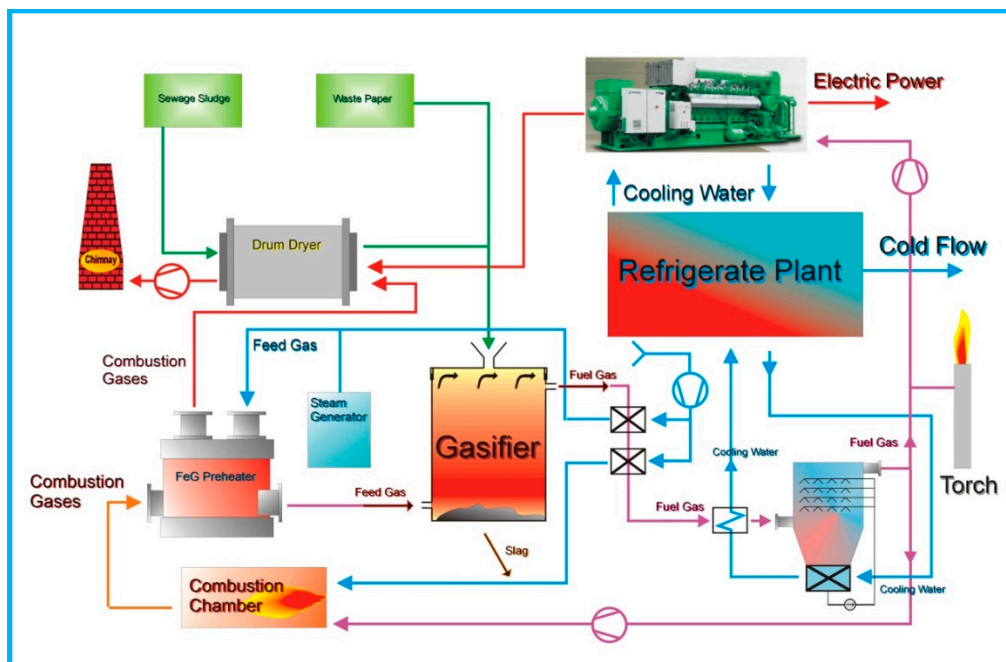 Sewage Sludge
Waste Paper
Electric Power
Cooling Water
Chimnay
Drum Dryer
Refrigerate Plant
Cold Flow
Combustion
Gases
Feed Gas
Steam
Generator
Fuel Gas
Gasifier
FeG Preheater
Combustion
Gases
Feed Gas
Cooling Water
Fuel Gas
Fuel Gas
Torch
Slag
Combustion
Chamber
Cooling Water